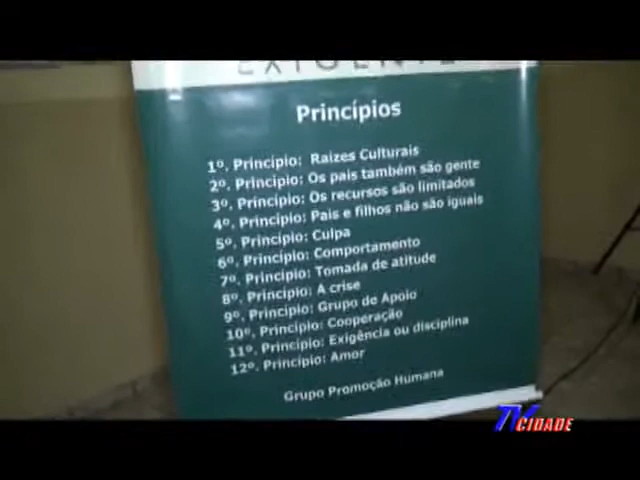 EXIGENTE
Princípios
1º. Princípio: Raízes Culturais
2º. Princípio: Os pais também são gente
3º. Princípio: Os recursos são limitados
4º. Princípio: Pais e filhos não são iguais
5º. Princípio: Culpa
6º. Princípio: Comportamento
7º. Princípio: Tomada de atitude
8º. Princípio: A crise
9º. Princípio: Grupo de Apoio
10º. Princípio: Cooperação
11º. Princípio: Exigência ou disciplina
12º. Princípio: Amor
Grupo Promoção Humana
TV CIDADE